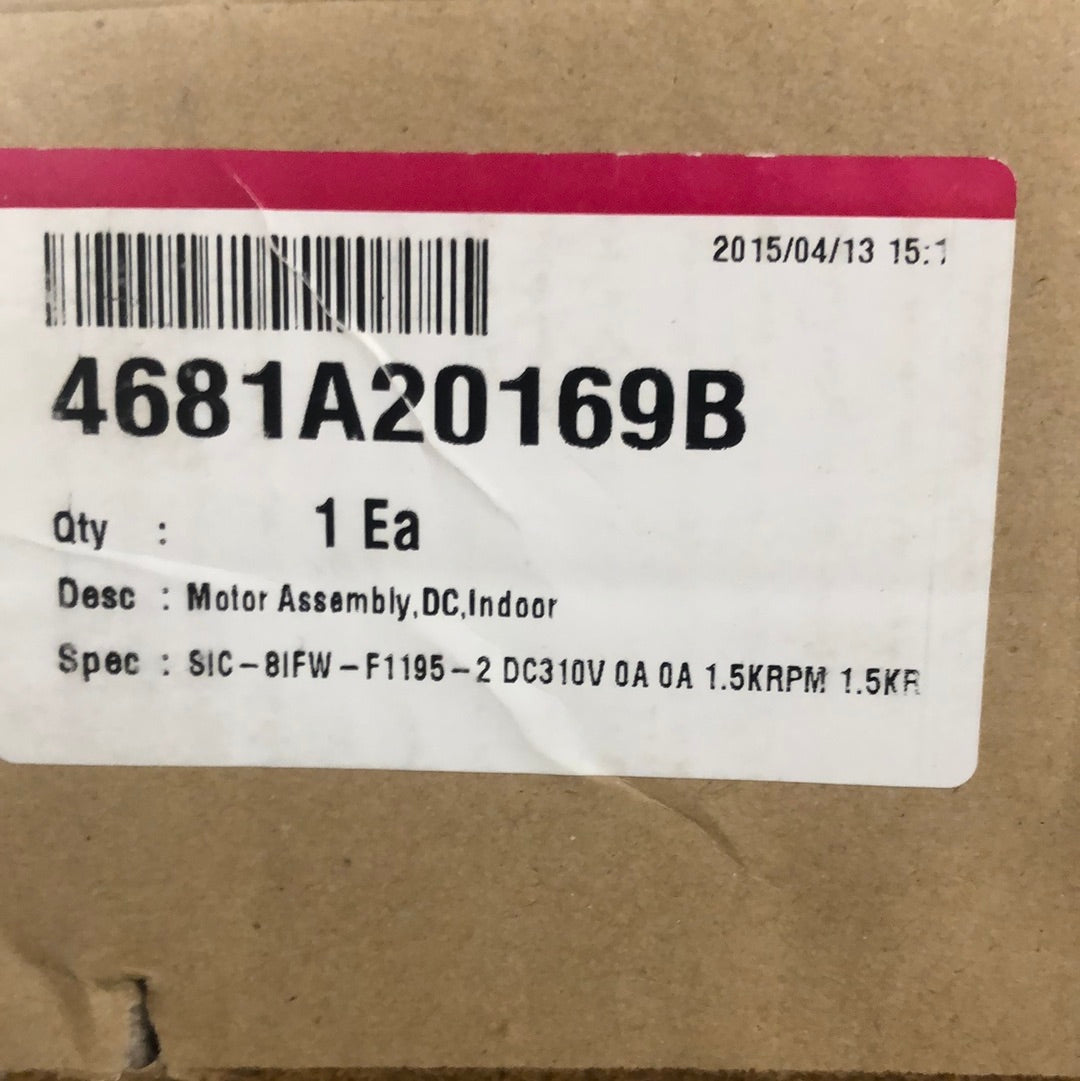 2015/04/13 15:1
4681A20169B
Qty : 1 Ea
Desc : Motor Assembly,DC,Indoor
Spec : SIC-8IFW-F1195-2 DC310V 0A 0A 1.5KRPM 1.5KR